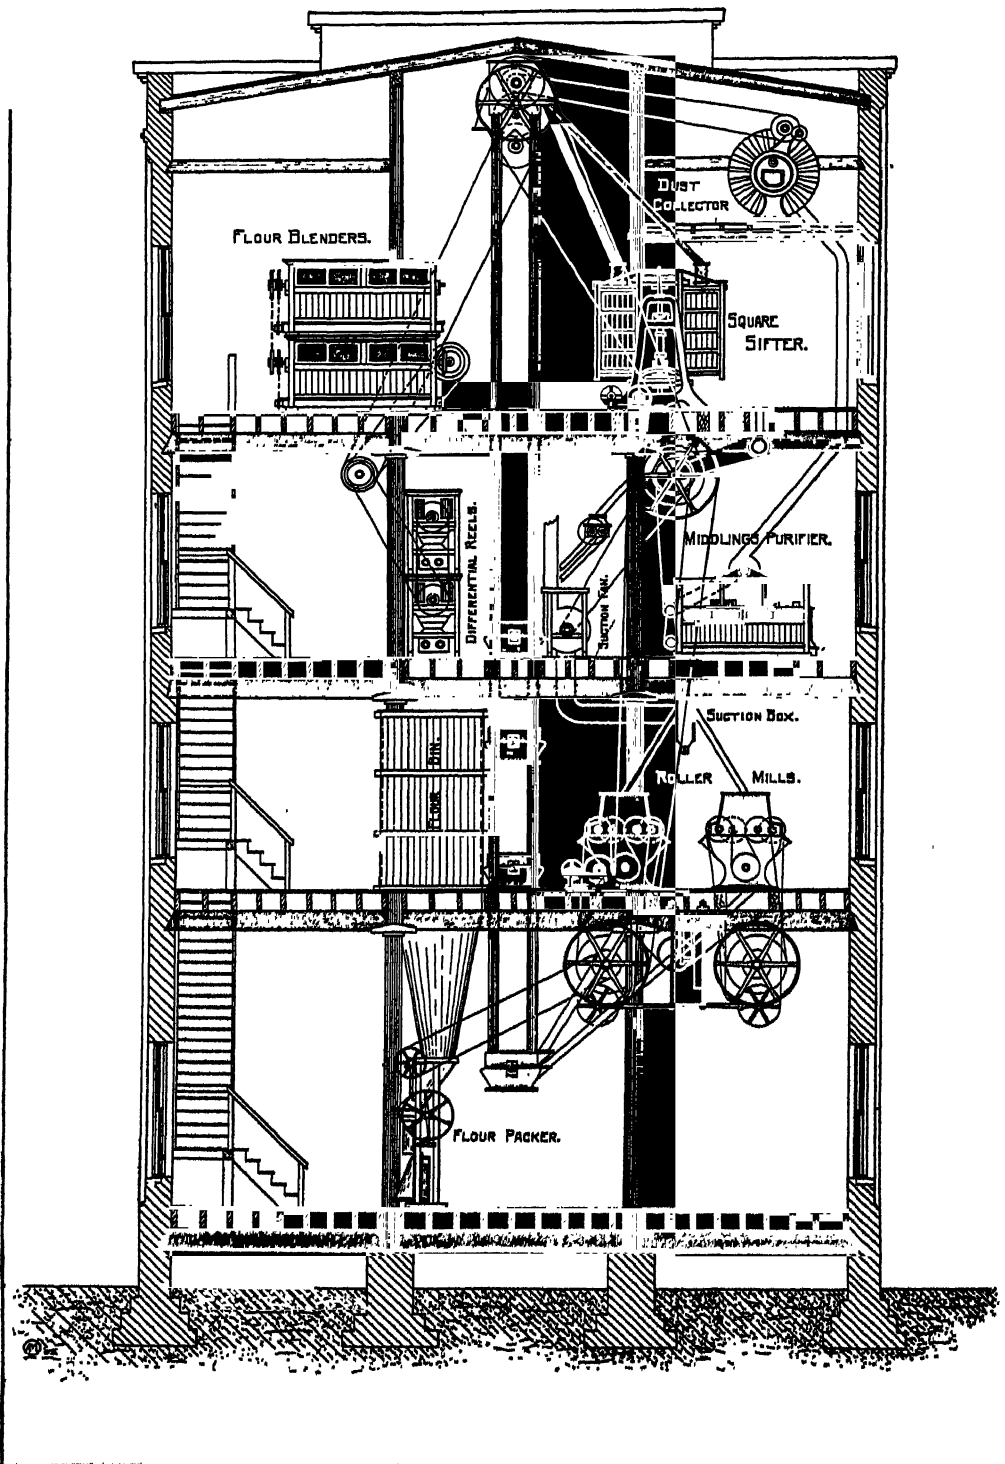 DUST
COLLECTOR
FLOUR BLENDERS.
SQUARE
SIFTER.
DIFFERENTIAL REELS.
MIDDLINGS PURIFIER.
SUCTION FAN.
SUCTION BOX.
BIN.
FLOUR
ROLLER MILLS.
FLOUR PACKER.